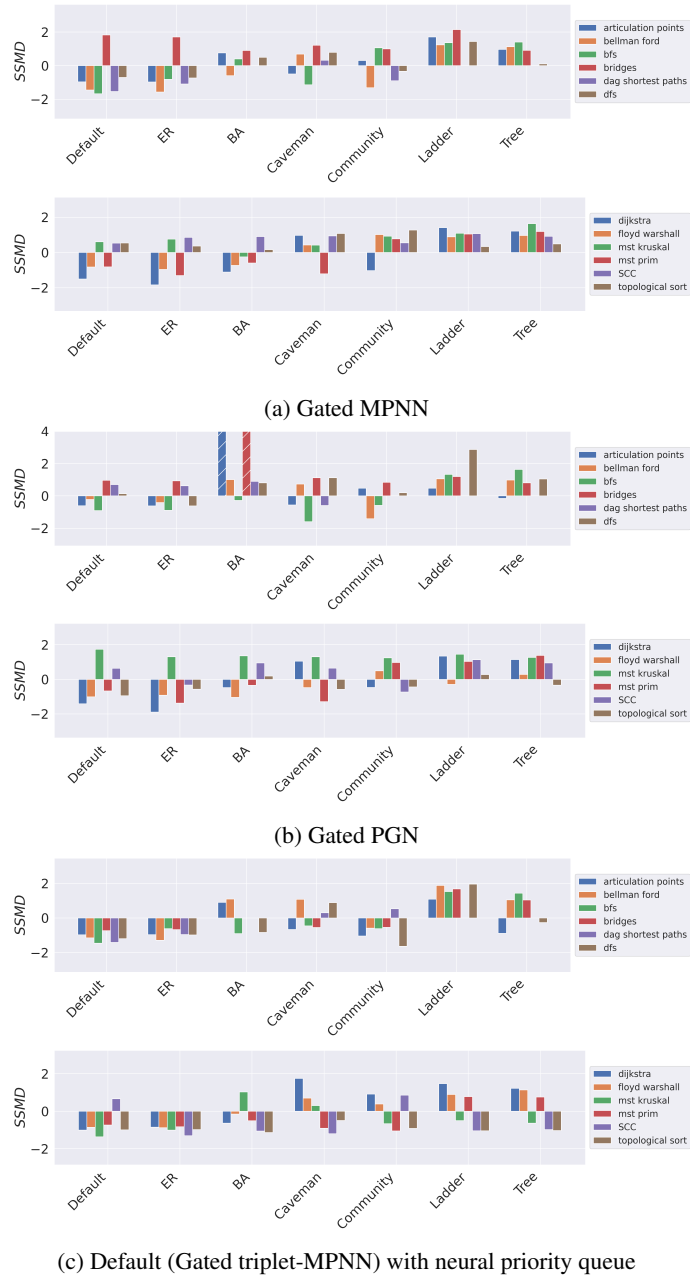 2
0
−2
SSMD
Default
ER
BA
Caveman
Community
Ladder
Tree
articulation points
bellman ford
bfs
bridges
dag shortest paths
dfs
2
0
−2
SSMD
Default
ER
BA
Caveman
Community
Ladder
Tree
dijkstra
floyd warshall
mst kruskal
mst prim
SCC
topological sort
(a) Gated MPNN
4
2
0
−2
SSMD
Default
ER
BA
Caveman
Community
Ladder
Tree
articulation points
bellman ford
bfs
bridges
dag shortest paths
dfs
2
0
−2
SSMD
Default
ER
BA
Caveman
Community
Ladder
Tree
dijkstra
floyd warshall
mst kruskal
mst prim
SCC
topological sort
(b) Gated PGN
2
0
−2
SSMD
Default
ER
BA
Caveman
Community
Ladder
Tree
articulation points
bellman ford
bfs
bridges
dag shortest paths
dfs
2
0
−2
SSMD
Default
ER
BA
Caveman
Community
Ladder
Tree
dijkstra
floyd warshall
mst kruskal
mst prim
SCC
topological sort
(c) Default (Gated triplet-MPNN) with neural priority queue